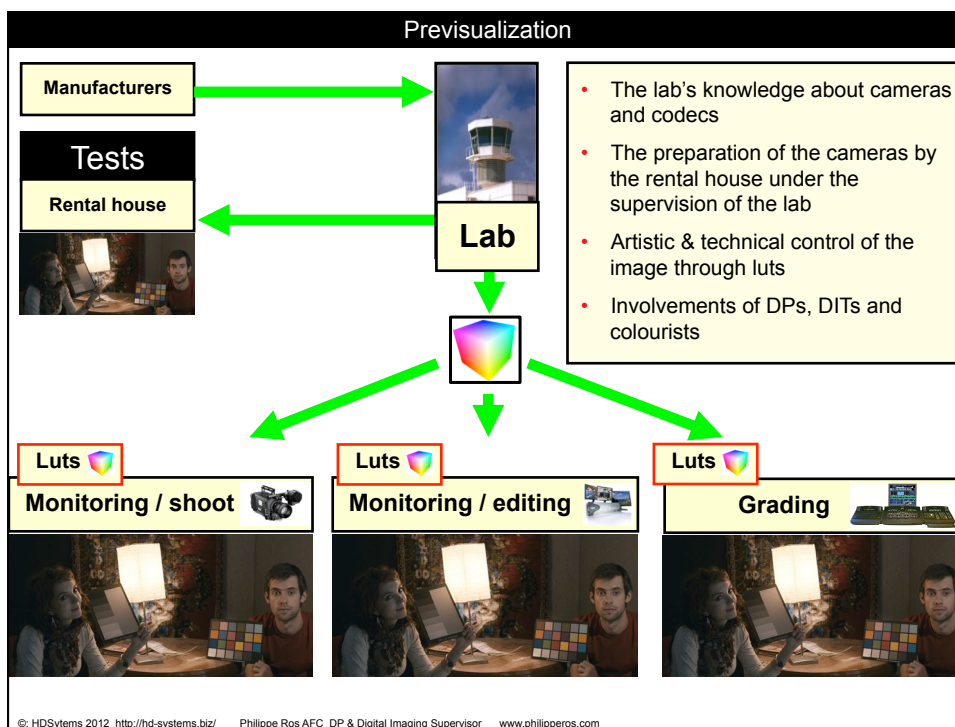 Previsualization
Manufacturers
Tests
Rental house
Lab
• The lab's knowledge about cameras
and codecs
• The preparation of the cameras by
the rental house under the
supervision of the lab
• Artistic & technical control of the
image through luts
• Involvements of DPs, DITs and
colourists
Luts
Monitoring / shoot
Luts
Monitoring / editing
Luts
Grading
©: HDSytems 2012 http://hd-systems.biz/ Philippe Ros AFC DP & Digital Imaging Supervisor www.philipperos.com